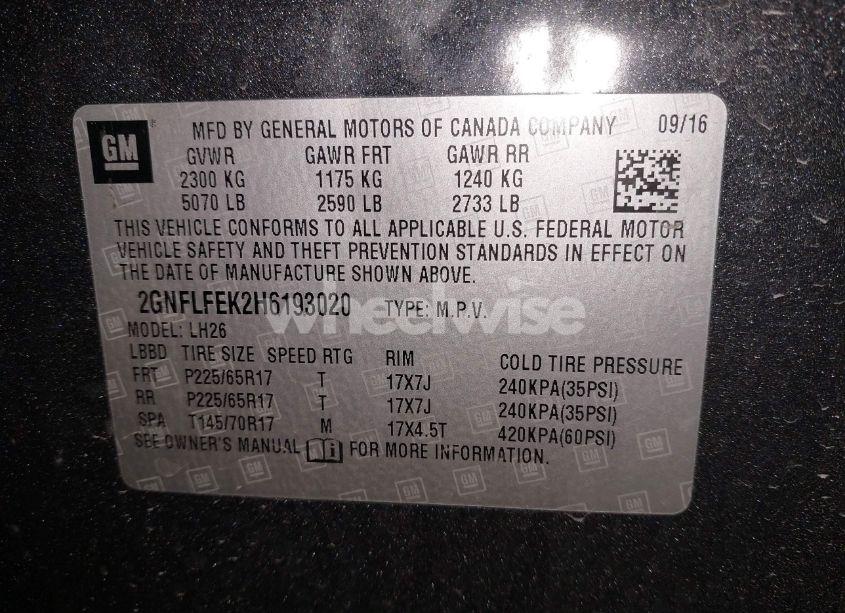 GM
MFD BY GENERAL MOTORS OF CANADA COMPANY 09/16
GVWR GAWR FRT GAWR RR
2300 KG 1175 KG 1240 KG
5070 LB 2590 LB 2733 LB
THIS VEHICLE CONFORMS TO ALL APPLICABLE U.S. FEDERAL MOTOR
VEHICLE SAFETY AND THEFT PREVENTION STANDARDS IN EFFECT ON
THE DATE OF MANUFACTURE SHOWN ABOVE.
2GNFLFEK2H6193020 TYPE: M.P.V.
wheelwise
MODEL: LH26
LBBD TIRE SIZE SPEED RTG RIM COLD TIRE PRESSURE
FRT P225/65R17 T 17X7J 240KPA(35PSI)
RR P225/65R17 T 17X7J 240KPA(35PSI)
SPA T145/70R17 M 17X4.5T 420KPA(60PSI)
SEE OWNER'S MANUAL i FOR MORE INFORMATION.